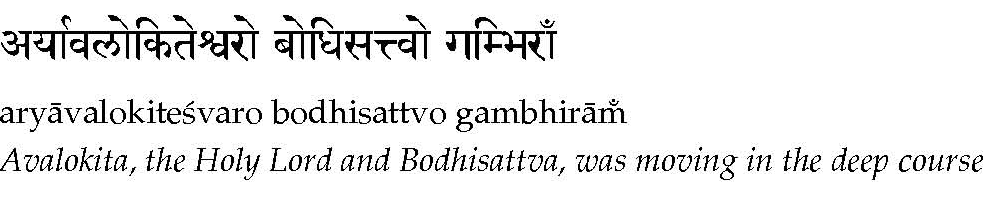 अर्यावलोकितेश्वरो बोधिसत्त्वो गम्भिराँ
aryāvalokiteśvaro bodhisattvo gambhirām̐
Avalokita, the Holy Lord and Bodhisattva, was moving in the deep course